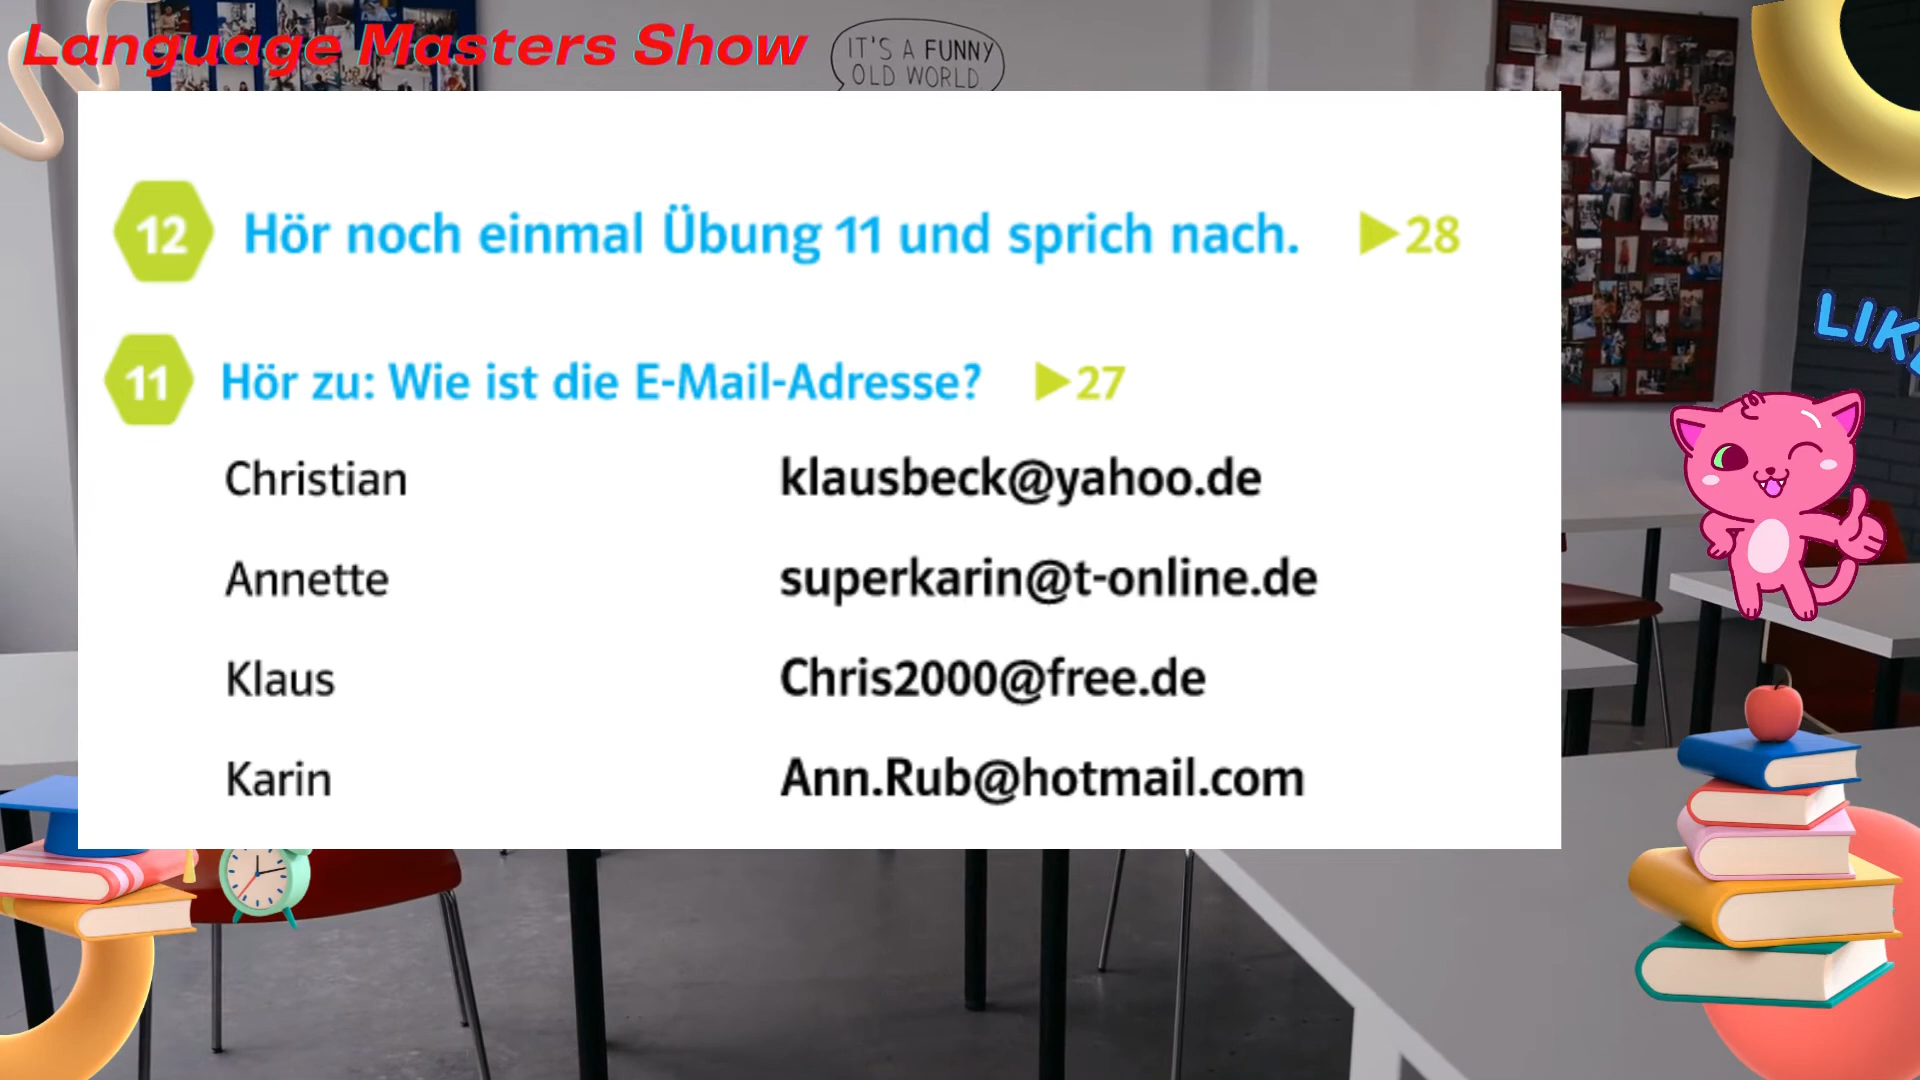 Language Masters Show
IT'S A FUNNY
OLD WORLD
12 Hör noch einmal Übung 11 und sprich nach. ▶28
11 Hör zu: Wie ist die E-Mail-Adresse? ▶27
Christian klausbeck@yahoo.de
Annette superkarin@t-online.de
Klaus Chris2000@free.de
Karin Ann.Rub@hotmail.com